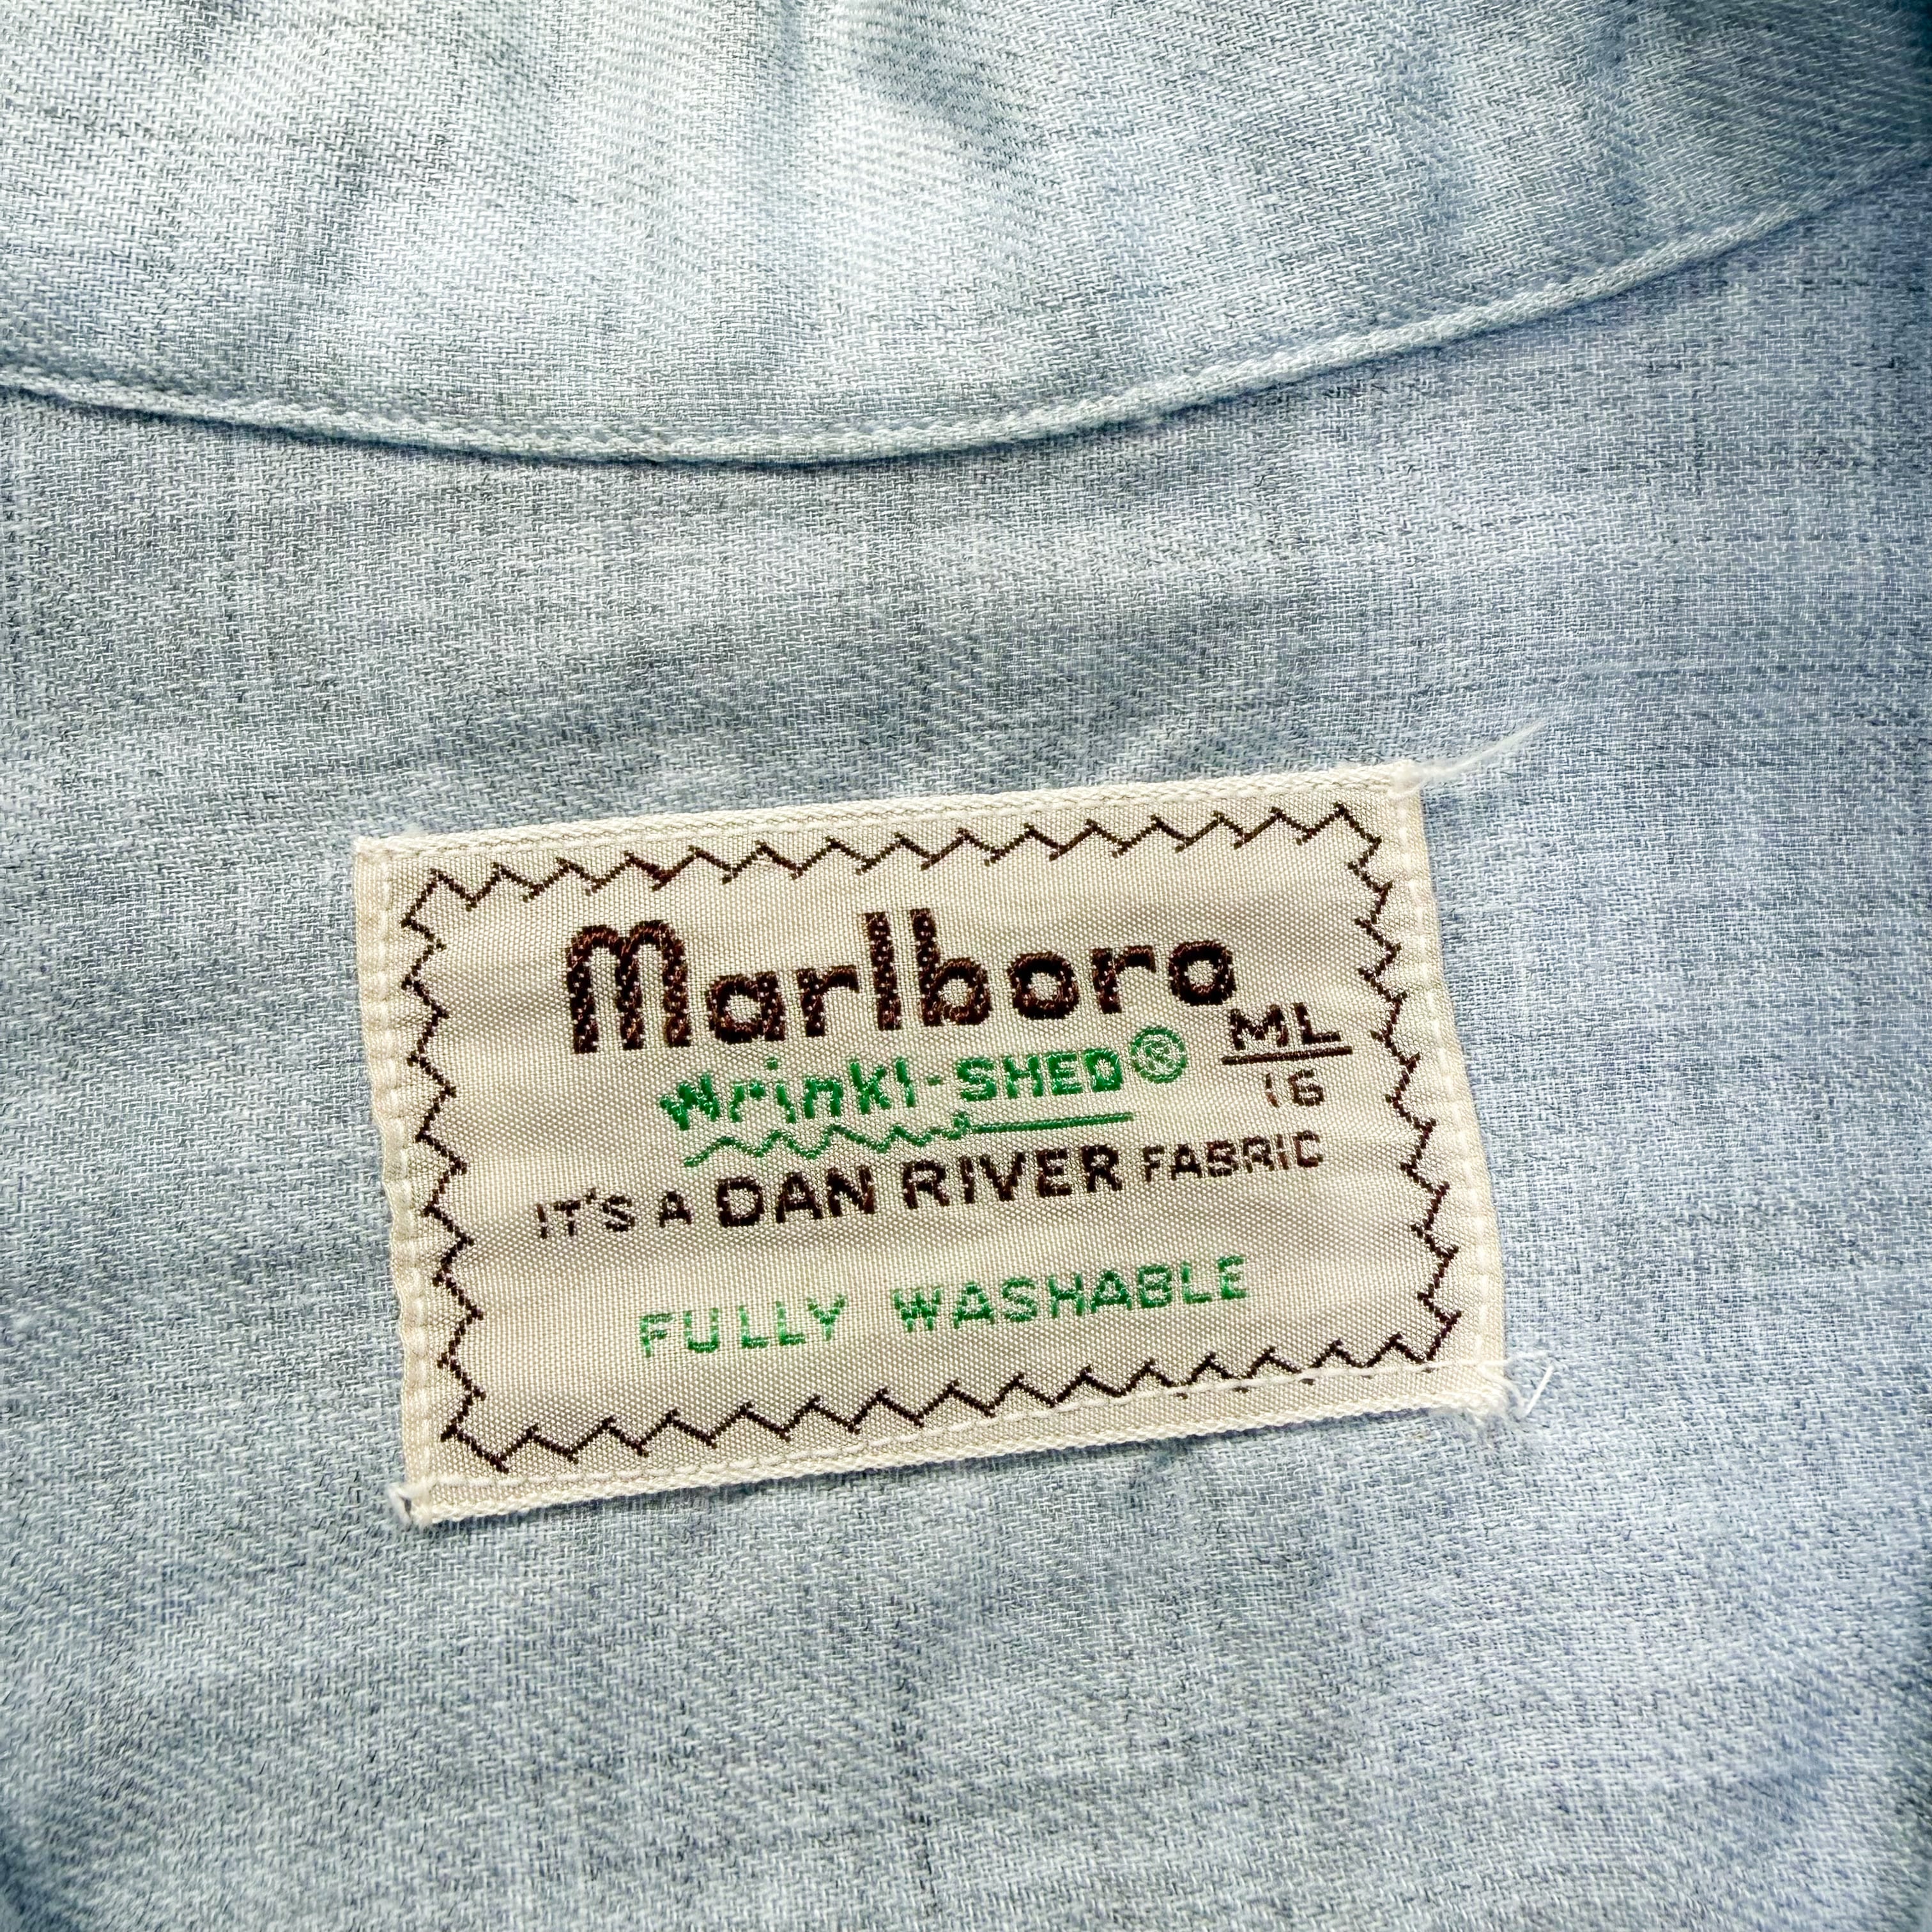 Marlboro
ML
16
Wrinkl-SHED®
IT'S A DAN RIVER FABRIC
FULLY WASHABLE